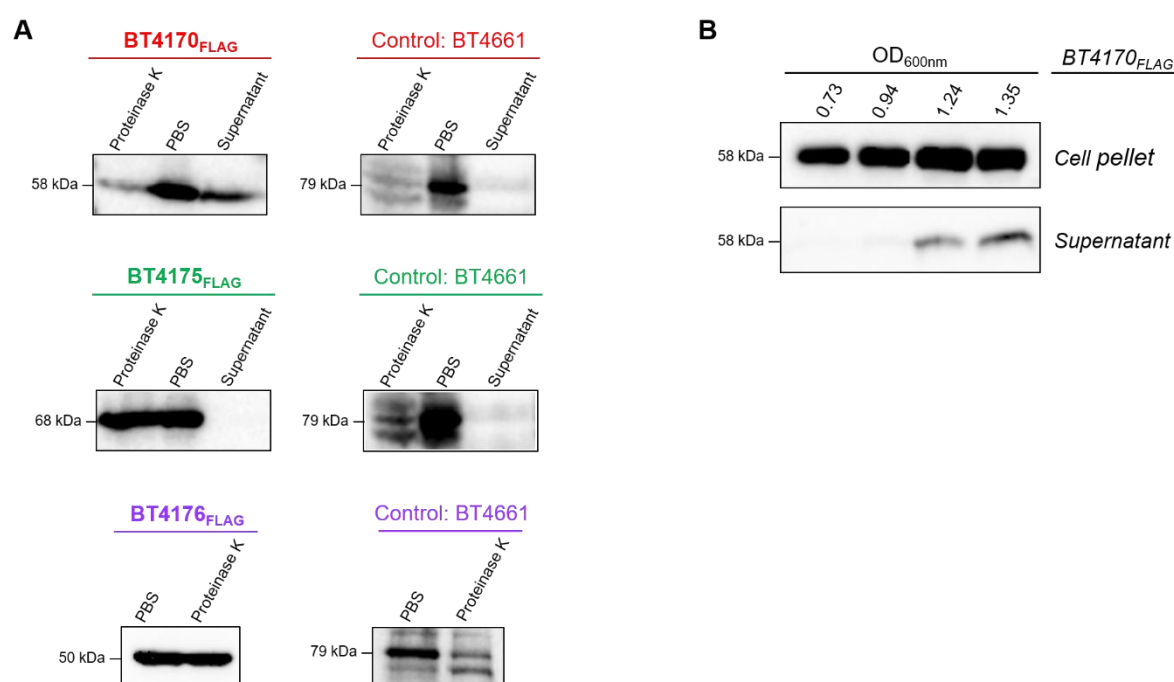 A
BT4170FLAG
Control: BT4661
Proteinase K
PBS
Supernatant
Proteinase K
PBS
Supernatant
58 kDa
79 kDa
BT4175FLAG
Control: BT4661
Proteinase K
PBS
Supernatant
Proteinase K
PBS
Supernatant
68 kDa
79 kDa
BT4176FLAG
Control: BT4661
PBS
Proteinase K
PBS
Proteinase K
50 kDa
79 kDa
B
OD600nm
BT4170FLAG
0.73
0.94
1.24
1.35
58 kDa
Cell pellet
58 kDa
Supernatant